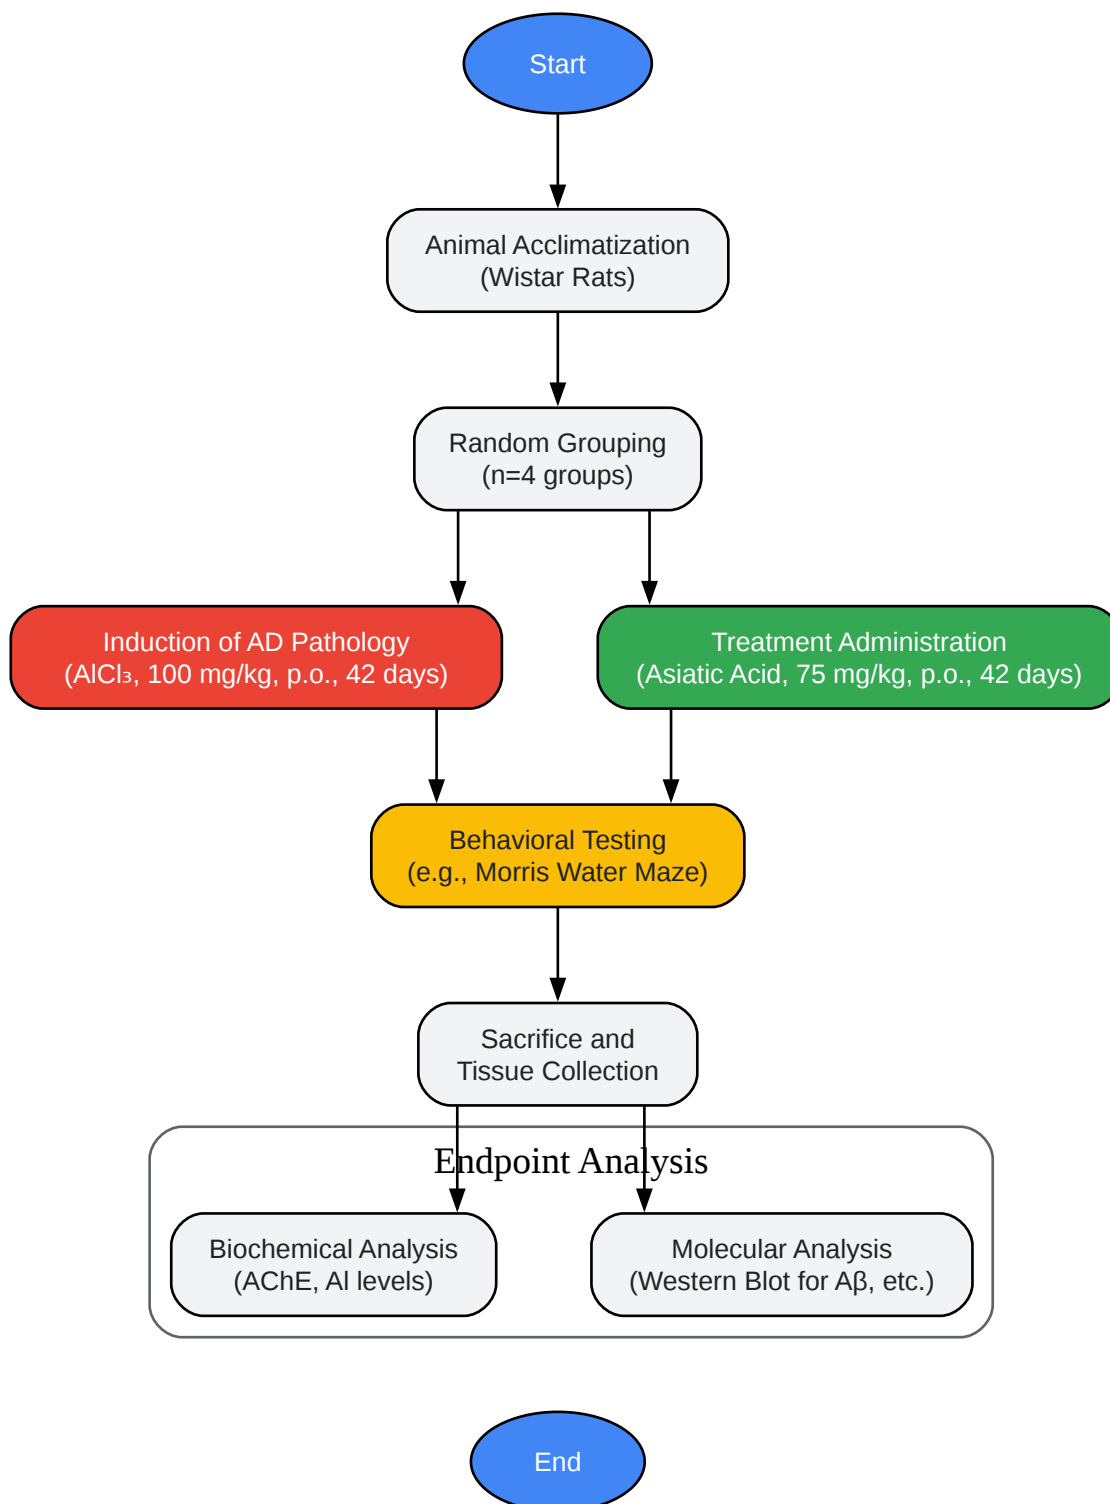 Start
Animal Acclimatization
(Wistar Rats)
Random Grouping
(n=4 groups)
Induction of AD Pathology
(AlCl₃, 100 mg/kg, p.o., 42 days)
Treatment Administration
(Asiatic Acid, 75 mg/kg, p.o., 42 days)
Behavioral Testing
(e.g., Morris Water Maze)
Sacrifice and
Tissue Collection
Endpoint Analysis
Biochemical Analysis
(AChE, Al levels)
Molecular Analysis
(Western Blot for Aβ, etc.)
End